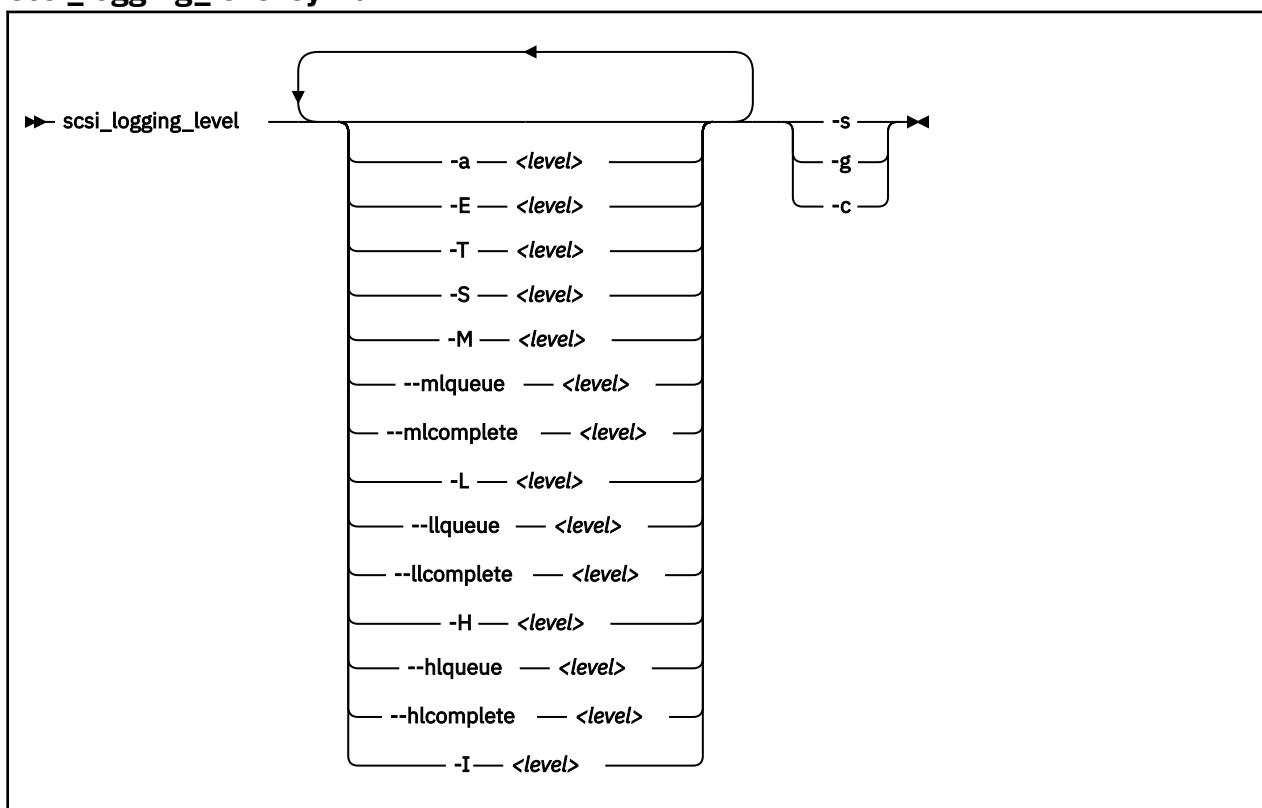 scsi_logging_level -s
-a <level> -g
-E <level> -c
-T <level>
-S <level>
-M <level>
--mlqueue <level>
--mlcomplete <level>
-L <level>
--llqueue <level>
--llcomplete <level>
-H <level>
--hlqueue <level>
--hlcomplete <level>
-I <level>